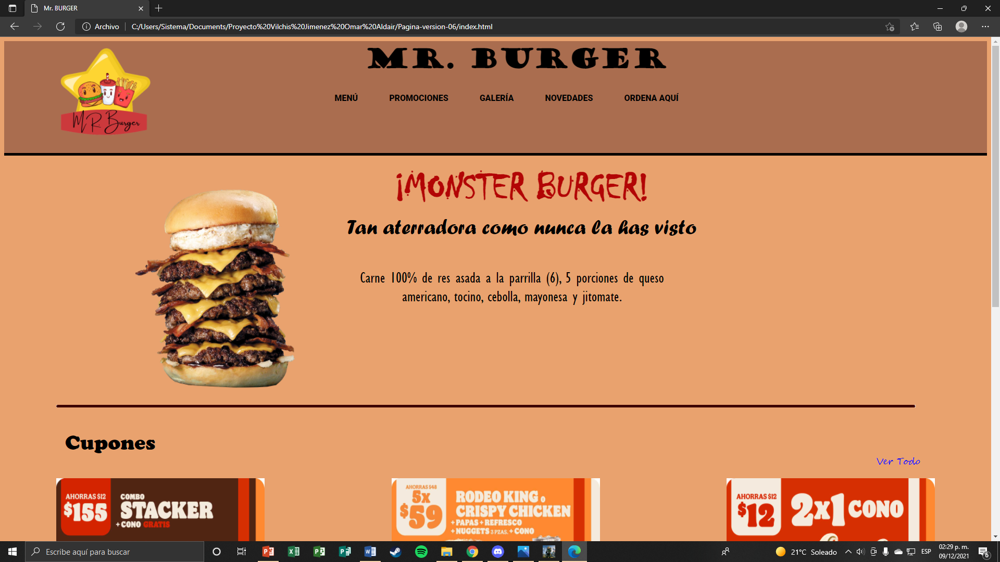 Mr. BURGER
Archivo
C:/Users/Sistema/Documents/Proyecto%20Vilchis%20Jimenez%20Omar%20Aldair/Pagina-version-06/index.html
MR. BURGER
MR. Burger
MENÚ PROMOCIONES GALERÍA NOVEDADES ORDENA AQUÍ
¡MONSTER BURGER!
Tan aterradora como nunca la has visto
Carne 100% de res asada a la parrilla (6), 5 porciones de queso
americano, tocino, cebolla, mayonesa y jitomate.
Cupones
Ver Todo
AHORRAS $12
$155
COMBO
STACKER
+ CONO GRATIS
AHORRAS $48
5x
$59
RODEO KING o
CRISPY CHICKEN
+ PAPAS + REFRESCO
+ NUGGETS 3 PZAS. + CONO
AHORRAS $12
$12
2x1 CONO
Escribe aquí para buscar
21°C Soleado
ESP
02:29 p. m.
09/12/2021
6